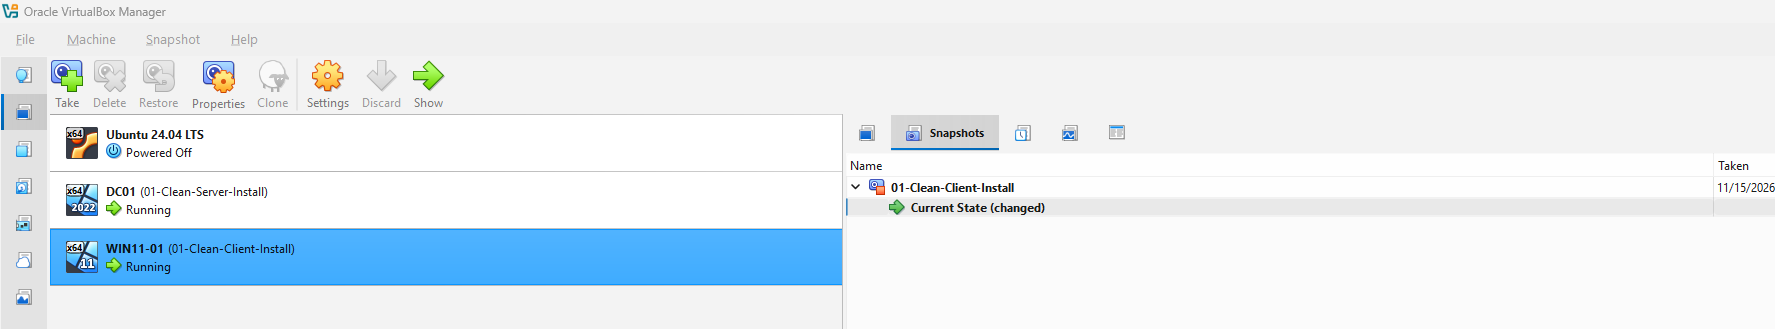 Oracle VirtualBox Manager
File Machine Snapshot Help
Take Delete Restore Properties Clone Settings Discard Show
x64 Ubuntu 24.04 LTS
Powered Off
x64 2022 DC01 (01-Clean-Server-Install)
Running
x64 11 WIN11-01 (01-Clean-Client-Install)
Running
Snapshots
Name Taken
01-Clean-Client-Install 11/15/2026
Current State (changed)